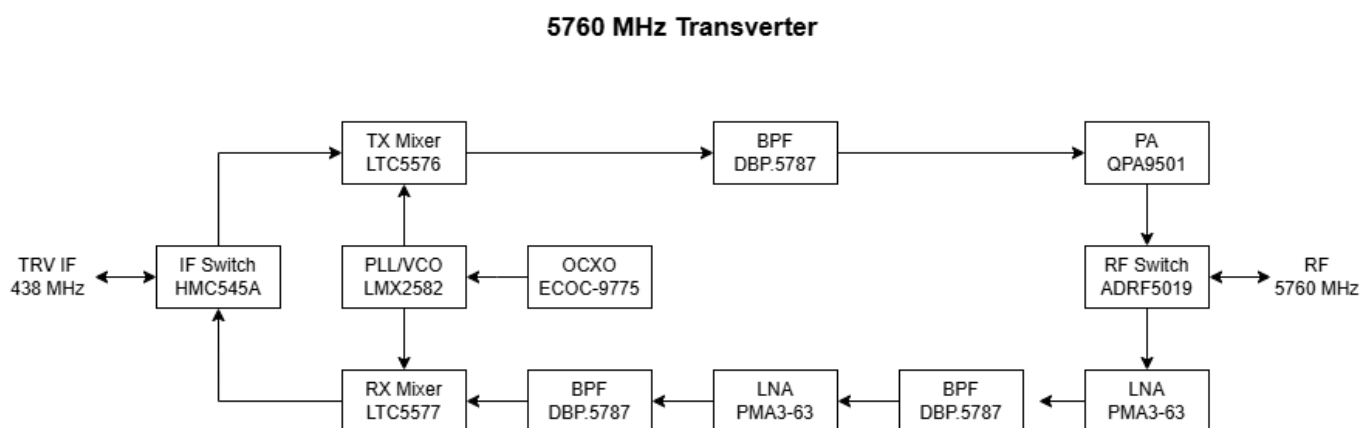 5760 MHz Transverter
TX Mixer
LTC5576
BPF
DBP.5787
PA
QPA9501
TRV IF
438 MHz
IF Switch
HMC545A
PLL/VCO
LMX2582
OCXO
ECOC-9775
RF Switch
ADRF5019
RF
5760 MHz
RX Mixer
LTC5577
BPF
DBP.5787
LNA
PMA3-63
BPF
DBP.5787
LNA
PMA3-63